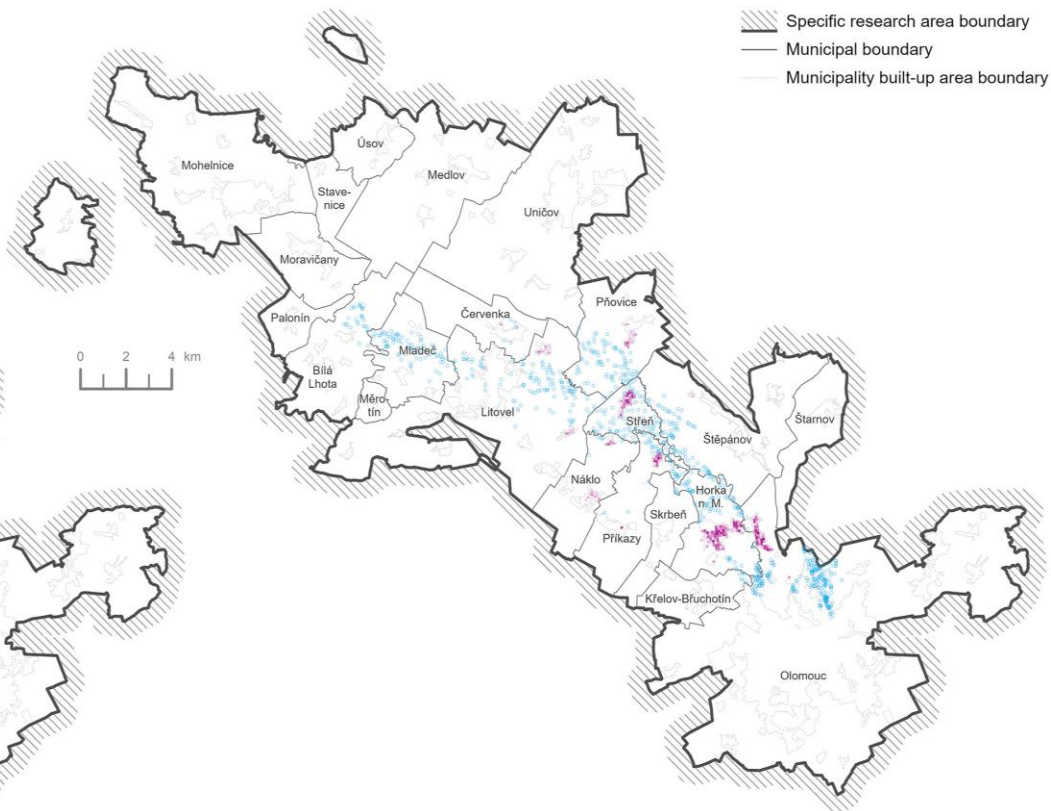 Specific research area boundary
Municipal boundary
Municipality built-up area boundary
Úsov
Mohelnice
Medlov
Stave-
nice
Uničov
Moravičany
Pňovice
Palonín
Červenka
0 2 4 km
Mladeč
Bílá
Lhota
Měro-
tín
Litovel
Střeň
Štarnov
Štěpánov
Náklo
Horka
n. M.
Skrbeň
Příkazy
Křelov-Břuchotín
Olomouc